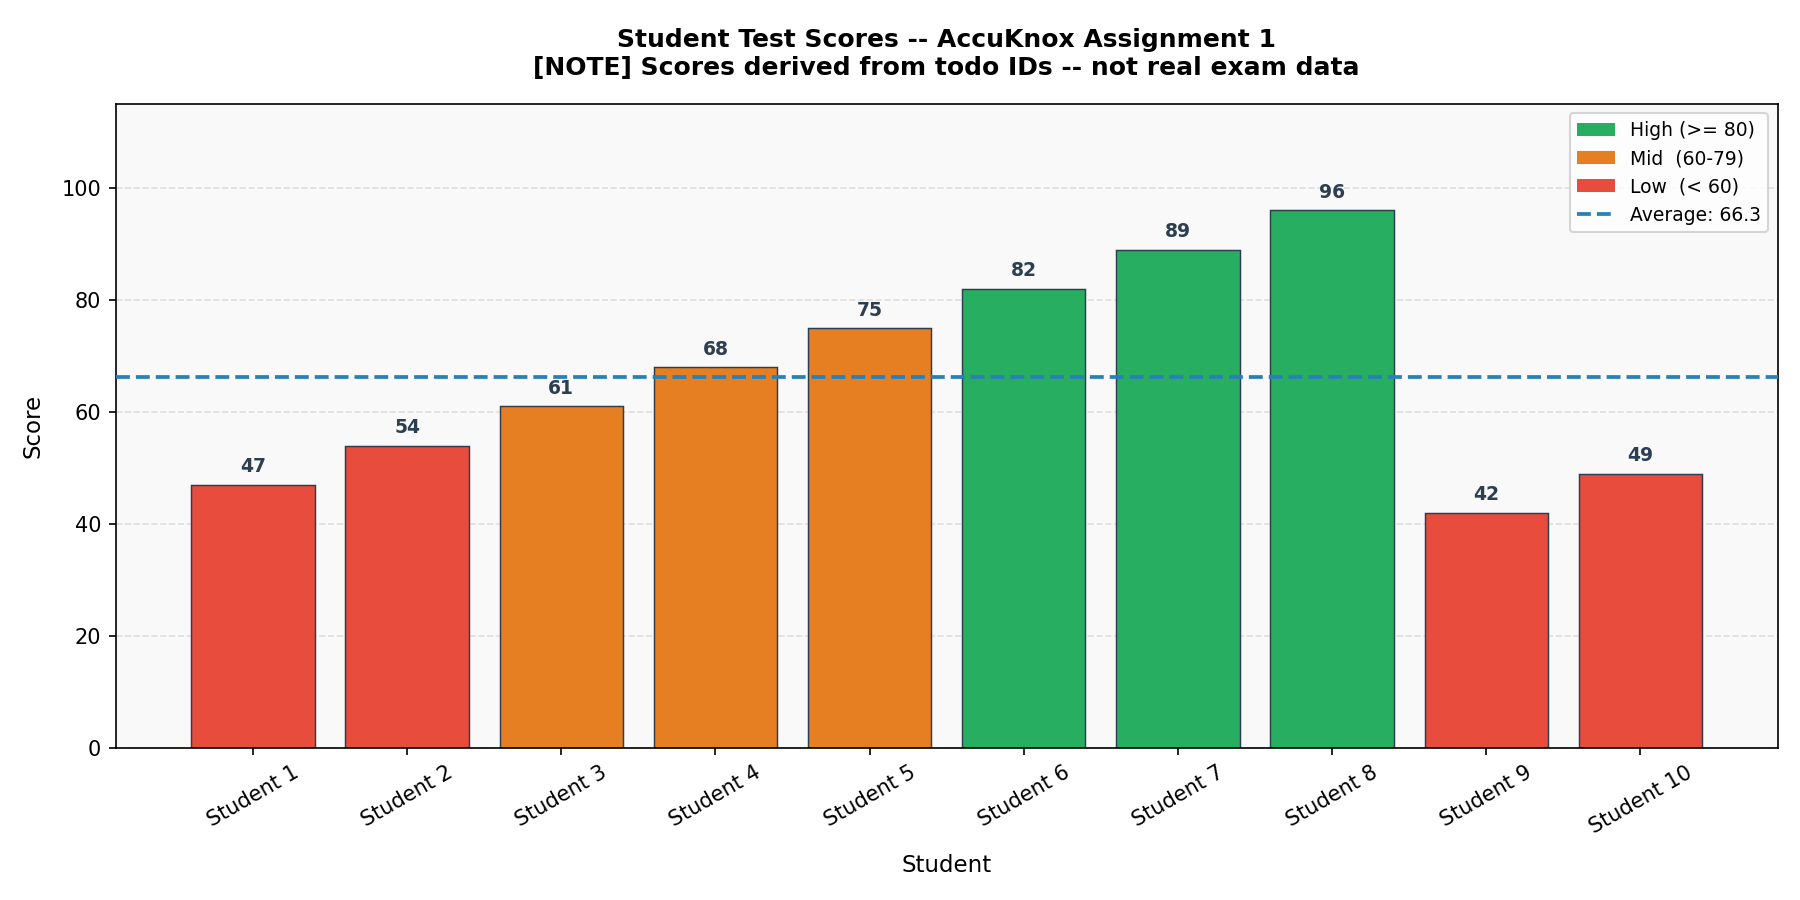 Student Test Scores -- AccuKnox Assignment 1
[NOTE] Scores derived from todo IDs -- not real exam data
High (>= 80)
Mid  (60-79)
Low  (< 60)
Average: 66.3
Score
100
80
60
40
20
0
47
54
61
68
75
82
89
96
42
49
Student 1
Student 2
Student 3
Student 4
Student 5
Student 6
Student 7
Student 8
Student 9
Student 10
Student